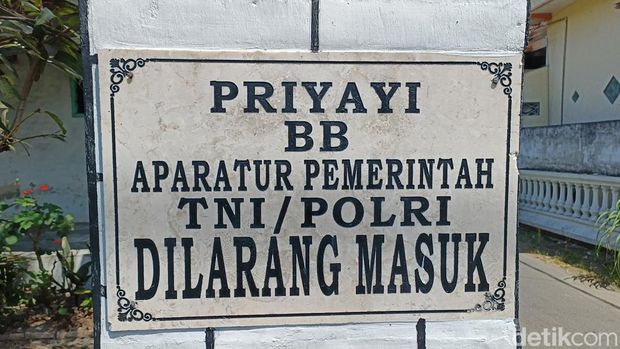 PRIYAYI
BB
APARATUR PEMERINTAH
TNI/POLRI
DILARANG MASUK
detikcom